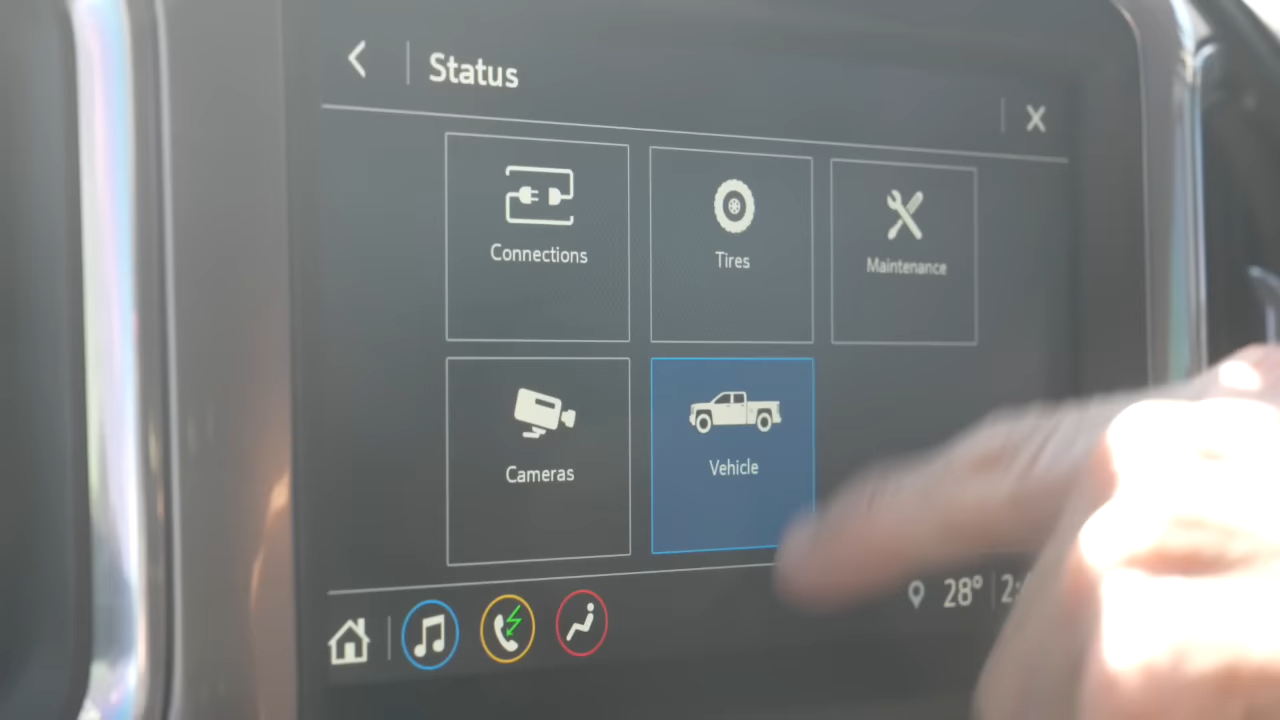 Status
Connections
Tires
Maintenance
Cameras
Vehicle
28°